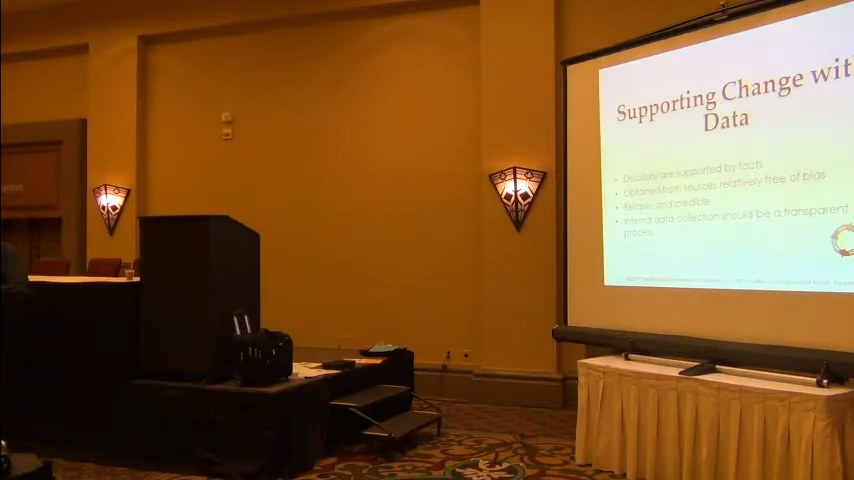 Supporting Change wit
Data
• Decisions are supported by facts
• Obtained from sources relatively free of bias
• Reliable and credible
• Internal data collection should be a transparent
process